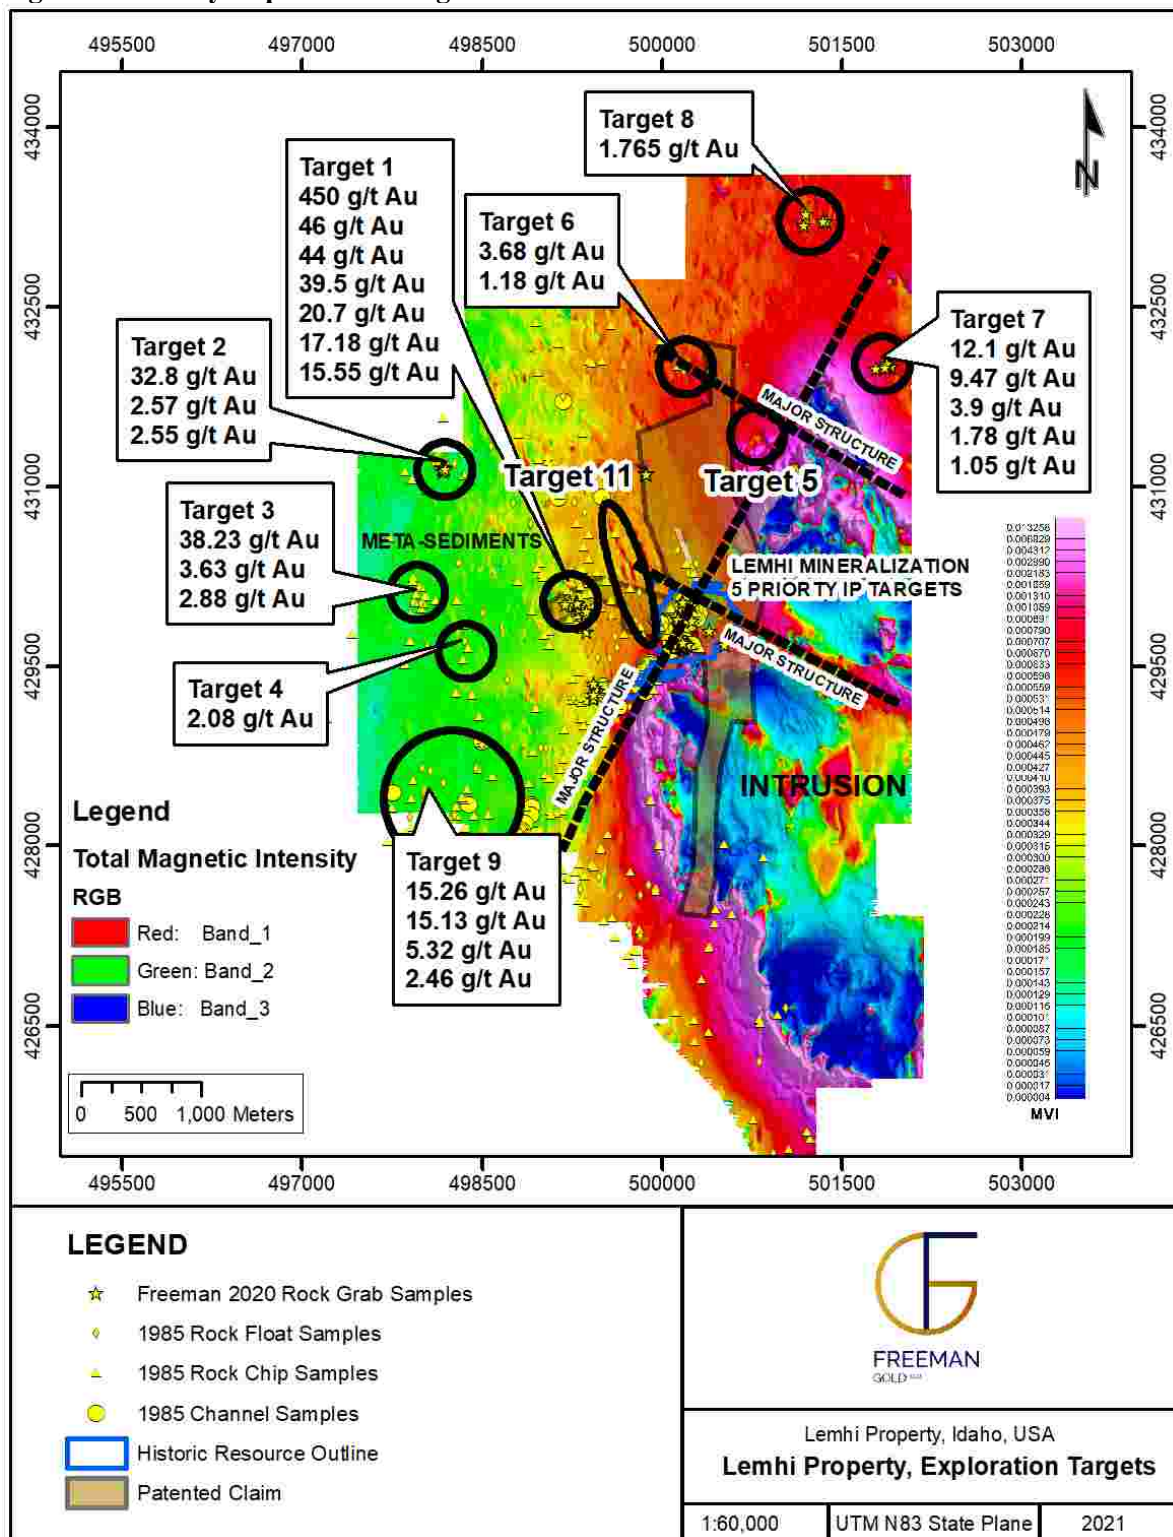 495500 497000 498500 500000 501500 503000
434000
432500
431000
429500
428000
426500
434000
432500
431000
429500
428000
426500
N
Target 8
1.765 g/t Au
Target 1
450 g/t Au
46 g/t Au
44 g/t Au
39.5 g/t Au
20.7 g/t Au
17.18 g/t Au
15.55 g/t Au
Target 6
3.68 g/t Au
1.18 g/t Au
Target 7
12.1 g/t Au
9.47 g/t Au
3.9 g/t Au
1.78 g/t Au
1.05 g/t Au
Target 2
32.8 g/t Au
2.57 g/t Au
2.55 g/t Au
MAJOR STRUCTURE
Target 11
Target 5
Target 3
38.23 g/t Au
3.63 g/t Au
2.88 g/t Au
META-SEDIMENTS
LEMHI MINERALIZATION
5 PRIORTY IP TARGETS
MAJOR STRUCTURE
MAJOR STRUCTURE
Target 4
2.08 g/t Au
INTRUSION
Target 9
15.26 g/t Au
15.13 g/t Au
5.32 g/t Au
2.46 g/t Au
Legend
Total Magnetic Intensity
RGB
Red: Band_1
Green: Band_2
Blue: Band_3
0 500 1,000 Meters
MVI
495500 497000 498500 500000 501500 503000
LEGEND
Freeman 2020 Rock Grab Samples
1985 Rock Float Samples
1985 Rock Chip Samples
1985 Channel Samples
Historic Resource Outline
Patented Claim
FREEMAN
GOLD
Lemhi Property, Idaho, USA
Lemhi Property, Exploration Targets
1:60,000 UTM N83 State Plane 2021